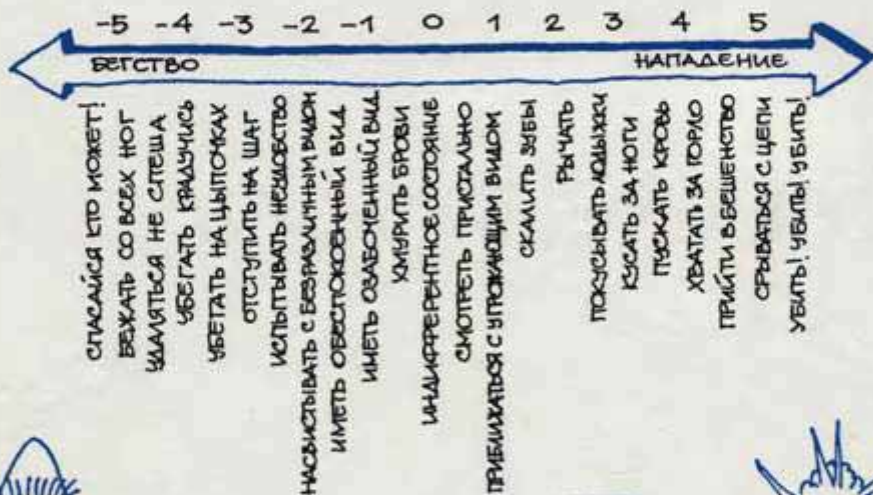 -5 -4 -3 -2 -1 0 1 2 3 4 5
БЕГСТВО НАПАДЕНИЕ
СПАСАЙСЯ КТО МОЖЕТ!
БЕЖАТЬ СО ВСЕХ НОГ
УДАЛЯТЬСЯ НЕ СПЕША
УБЕГАТЬ КРАДУЧИСЬ
УБЕГАТЬ НА ЦЫПОЧКАХ
ОТСТУПИТЬ НА ШАГ
ИСПЫТЫВАТЬ НЕУДОБСТВО
НАСВИСТЫВАТЬ С БЕЗРАЗЛИЧНЫМ ВИДОМ
ИМЕТЬ ОБЕСПОКОЕННЫЙ ВИД
ИМЕТЬ ОЗАБОЧЕННЫЙ ВИД
ХМУРИТЬ БРОВИ
ИНДИФФЕРЕНТНОЕ СОСТОЯНИЕ
СМОТРЕТЬ ПРИСТАЛЬНО
ПРИБЛИЖАТЬСЯ С УГРОЖАЮЩИМ ВИДОМ
СКАЛИТЬ ЗУБЫ
РЫЧАТЬ
ПОКУСЫВАТЬ ЛОДЫЖКИ
КУСАТЬ ЗА НОГИ
ПУСКАТЬ КРОВЬ
ХВАТАТЬ ЗА ГОРЛО
ПРИЙТИ В БЕШЕНСТВО
СРЫВАТЬСЯ С ЦЕПИ
УБИТЬ! УБИТЬ! УБИТЬ!